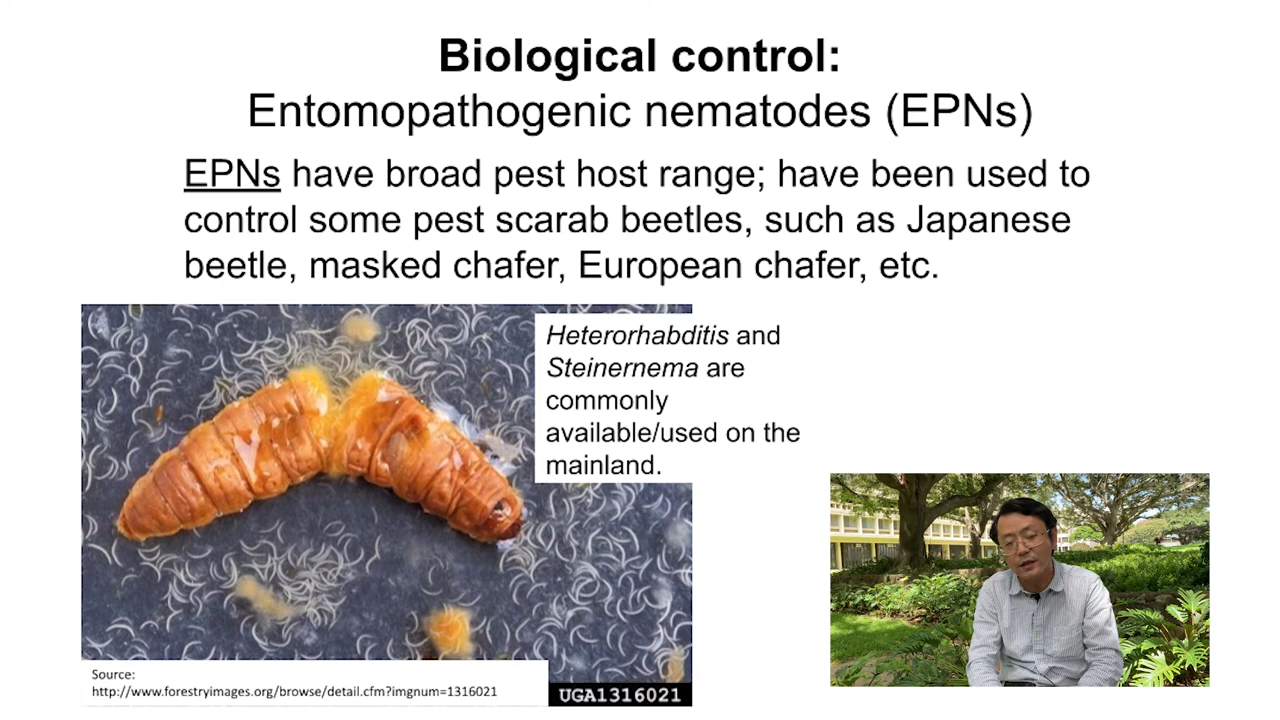 Biological control:
Entomopathogenic nematodes (EPNs)
EPNs have broad pest host range; have been used to
control some pest scarab beetles, such as Japanese
beetle, masked chafer, European chafer, etc.
Heterorhabditis and
Steinernema are
commonly
available/used on the
mainland.
Source:
http://www.forestryimages.org/browse/detail.cfm?imgnum=1316021
UGA1316021